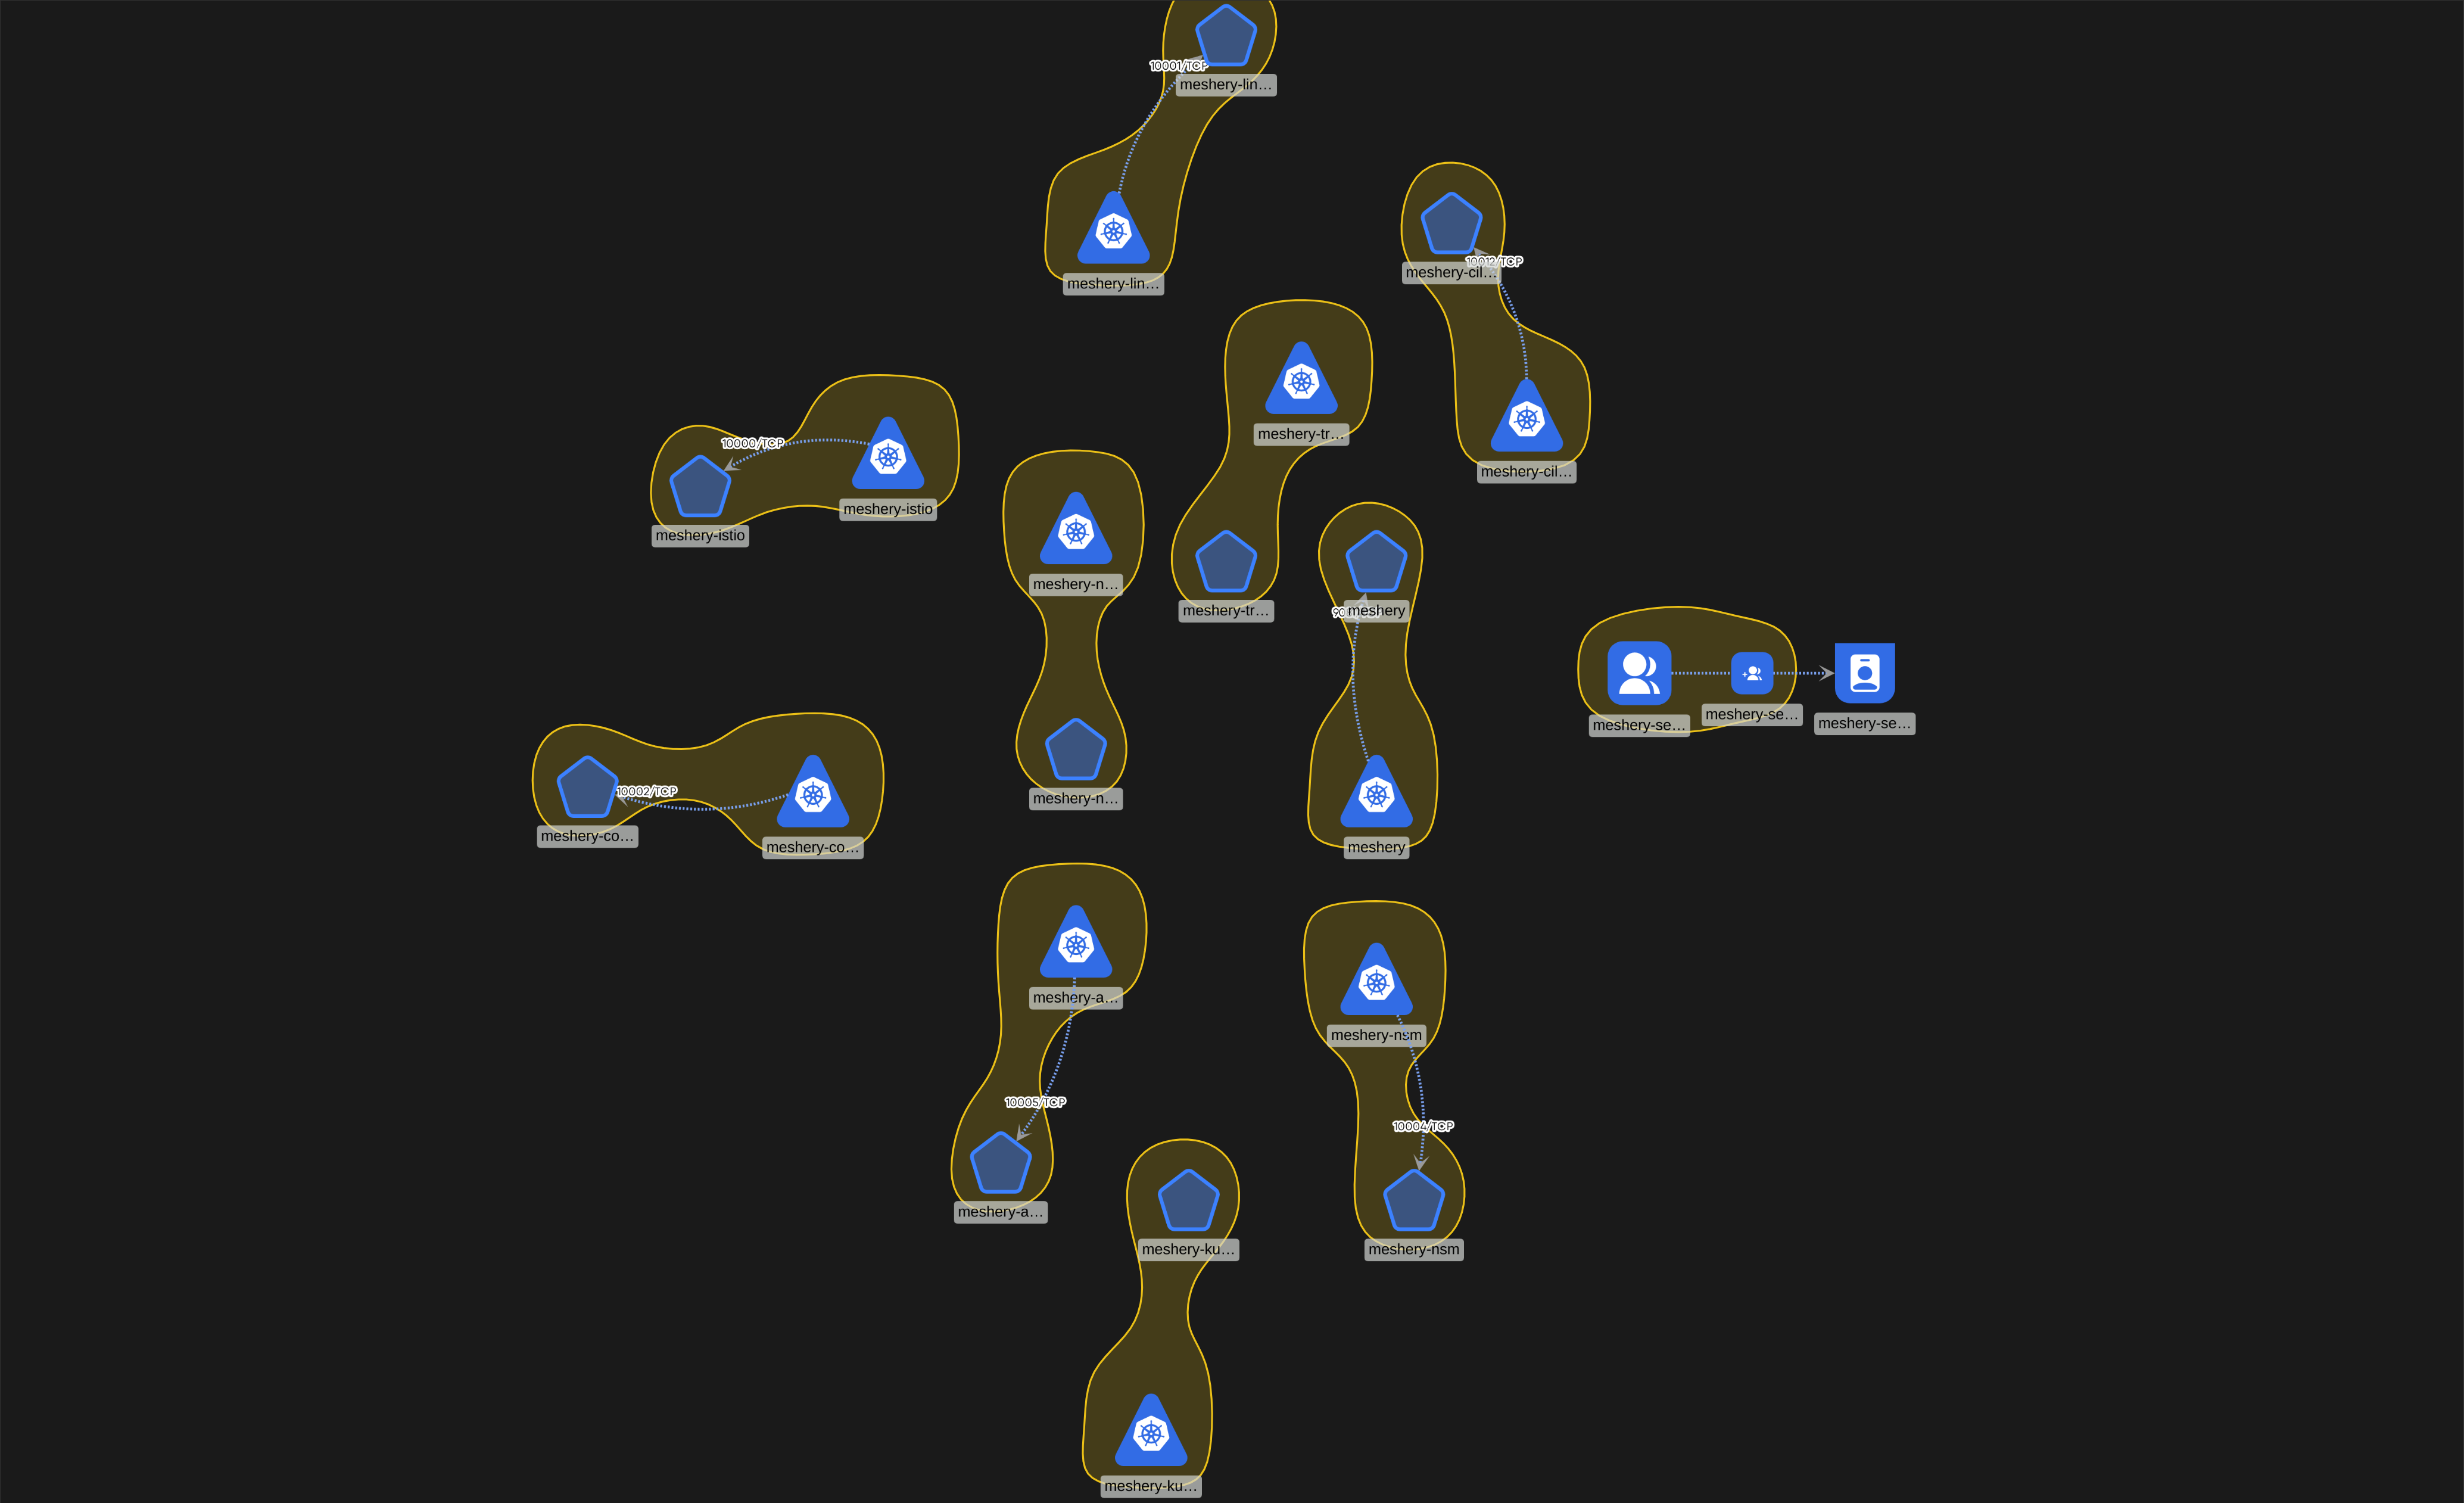 10001/TCP
meshery-lin…
meshery-lin…
10012/TCP
meshery-cil…
meshery-cil…
meshery-tr…
meshery-tr…
10000/TCP
meshery-istio
meshery-istio
meshery-n…
meshery-n…
meshery
meshery
meshery-se…
meshery-se…
meshery-se…
10002/TCP
meshery-co…
meshery-co…
meshery-a…
10005/TCP
meshery-a…
meshery-nsm
10004/TCP
meshery-nsm
meshery-ku…
meshery-ku…